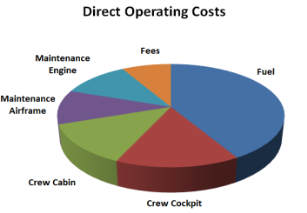 Direct Operating Costs
Fees
Maintenance
Engine
Fuel
Maintenance
Airframe
Crew Cabin
Crew Cockpit